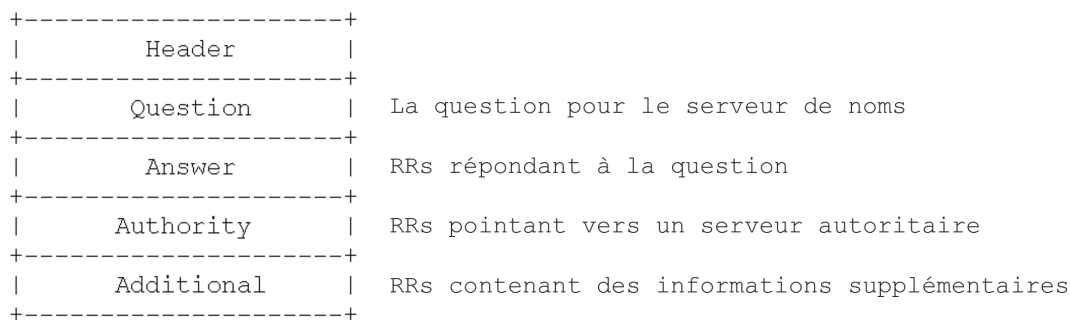 +---------------------+
|        Header       |
+---------------------+
|       Question      |  La question pour le serveur de noms
+---------------------+
|        Answer       |  RRs répondant à la question
+---------------------+
|      Authority      |  RRs pointant vers un serveur autoritaire
+---------------------+
|      Additional     |  RRs contenant des informations supplémentaires
+---------------------+